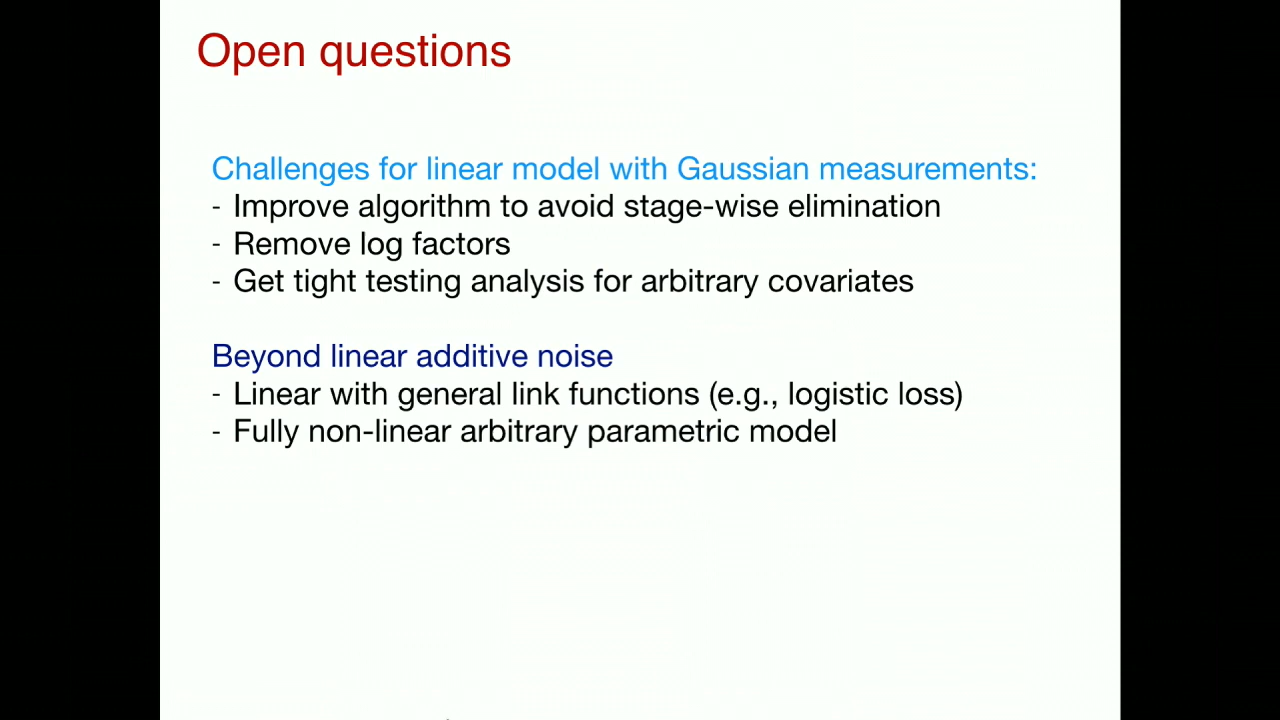 Open questions
Challenges for linear model with Gaussian measurements:
- Improve algorithm to avoid stage-wise elimination
- Remove log factors
- Get tight testing analysis for arbitrary covariates
Beyond linear additive noise
- Linear with general link functions (e.g., logistic loss)
- Fully non-linear arbitrary parametric model